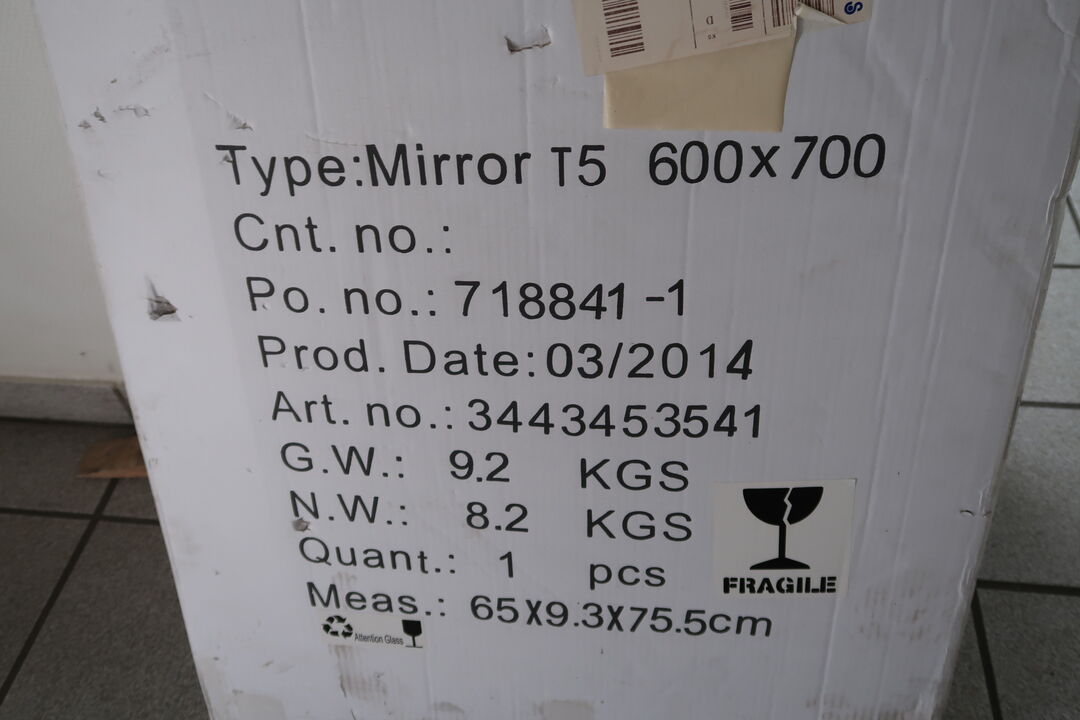 Type:Mirror T5 600x700
Cnt. no.:
Po. no.: 718841-1
Prod. Date:03/2014
Art. no.: 3443453541
G.W.: 9.2 KGS
N.W.: 8.2 KGS
Quant.: 1 pcs
Meas.: 65X9.3X75.5cm
FRAGILE
Attention Glass